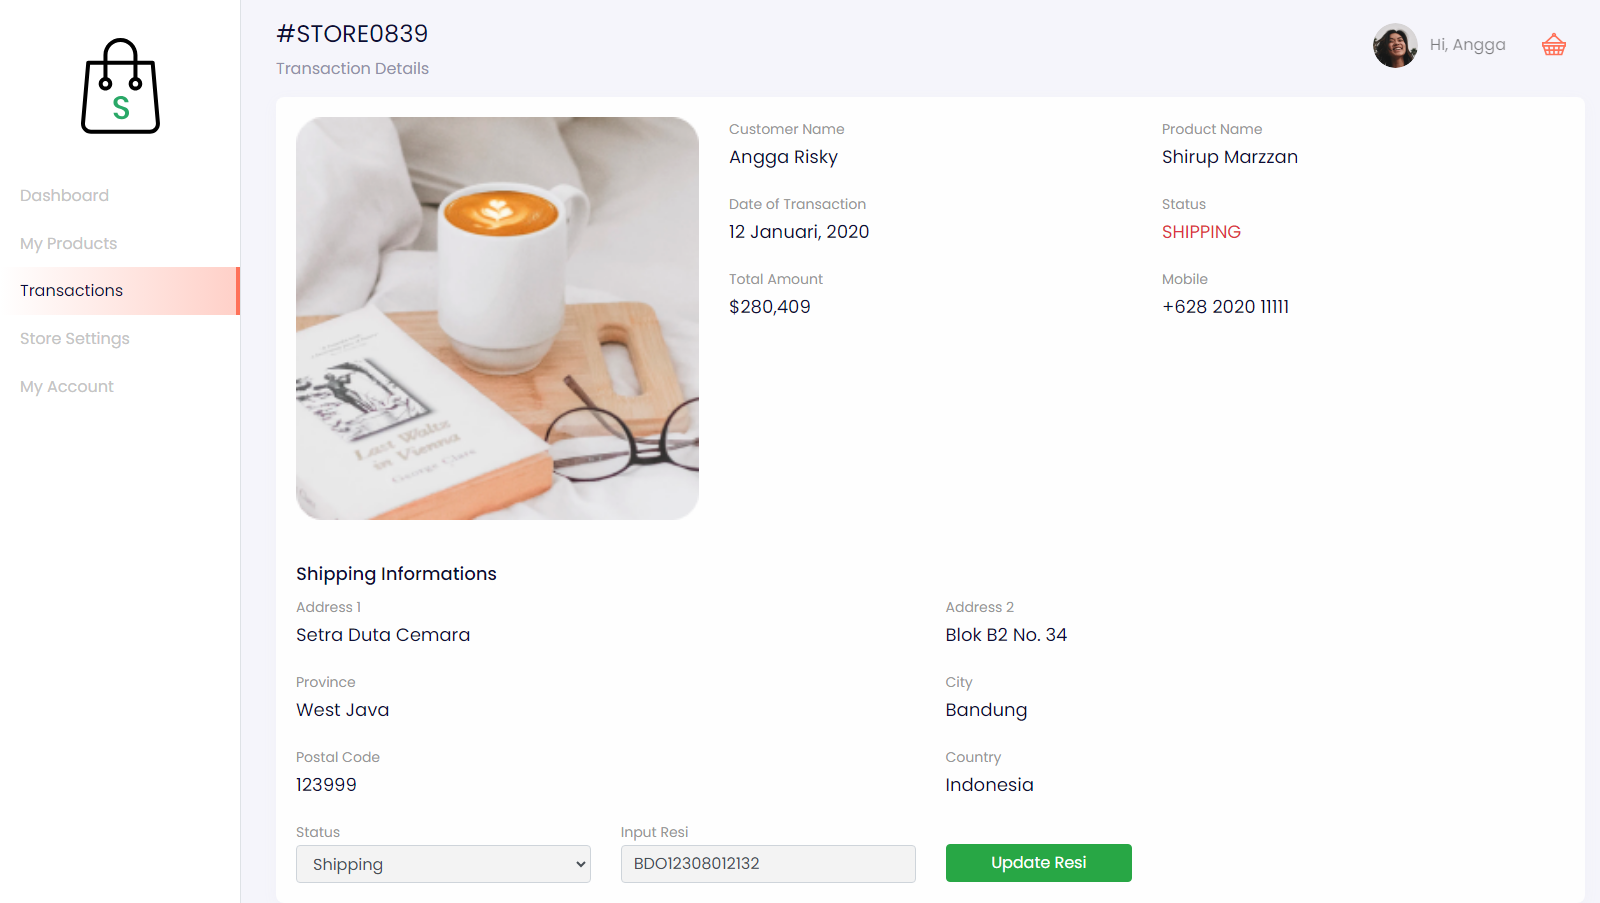 S
#STORE0839
Transaction Details
Hi, Angga
Dashboard
My Products
Transactions
Store Settings
My Account
Customer Name
Angga Risky
Product Name
Shirup Marzzan
Date of Transaction
12 Januari, 2020
Status
SHIPPING
Total Amount
$280,409
Mobile
+628 2020 11111
Last Waltz
in Vienna
George Clare
Shipping Informations
Address 1
Setra Duta Cemara
Address 2
Blok B2 No. 34
Province
West Java
City
Bandung
Postal Code
123999
Country
Indonesia
Status
Shipping
Input Resi
BDO12308012132
Update Resi